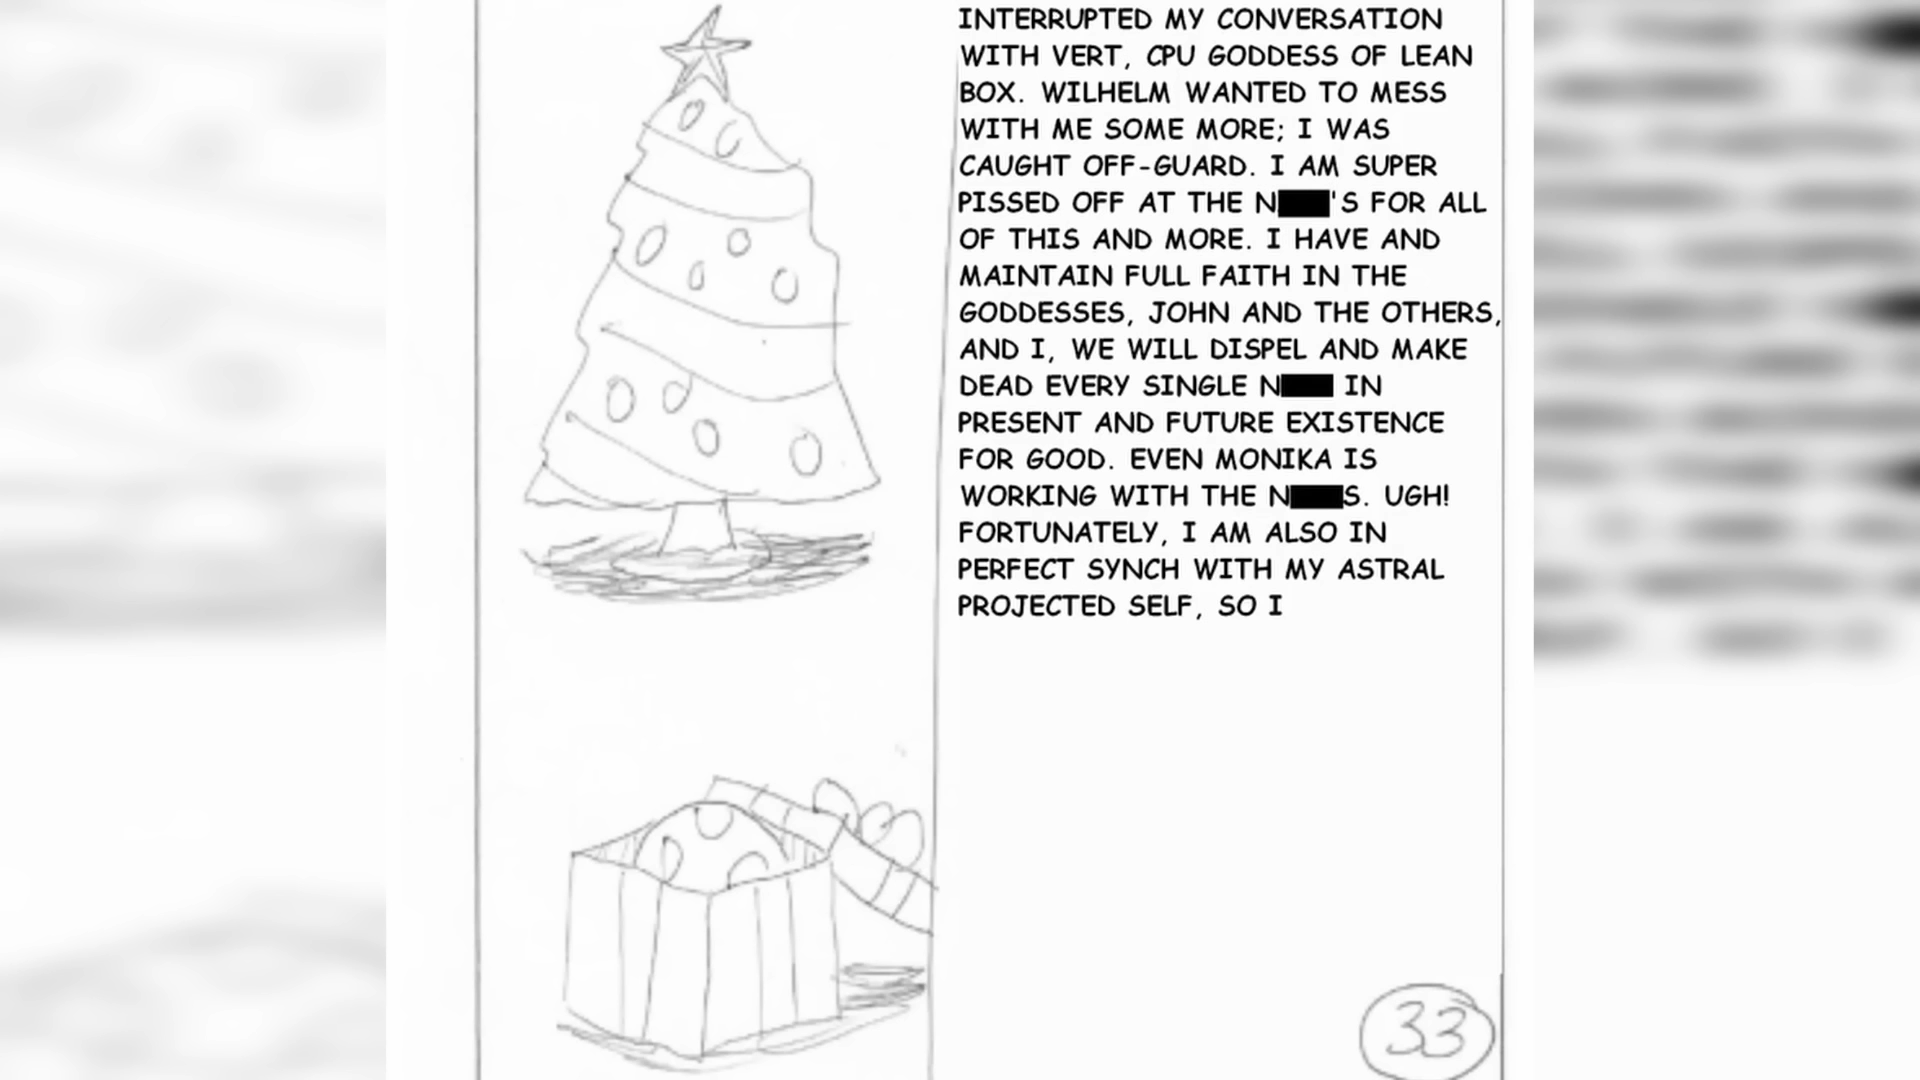 INTERRUPTED MY CONVERSATION
WITH VERT, CPU GODDESS OF LEAN
BOX. WILHELM WANTED TO MESS
WITH ME SOME MORE; I WAS
CAUGHT OFF-GUARD. I AM SUPER
PISSED OFF AT THE N███'S FOR ALL
OF THIS AND MORE. I HAVE AND
MAINTAIN FULL FAITH IN THE
GODDESSES, JOHN AND THE OTHERS,
AND I, WE WILL DISPEL AND MAKE
DEAD EVERY SINGLE N███ IN
PRESENT AND FUTURE EXISTENCE
FOR GOOD. EVEN MONIKA IS
WORKING WITH THE N███S. UGH!
FORTUNATELY, I AM ALSO IN
PERFECT SYNCH WITH MY ASTRAL
PROJECTED SELF, SO I
33